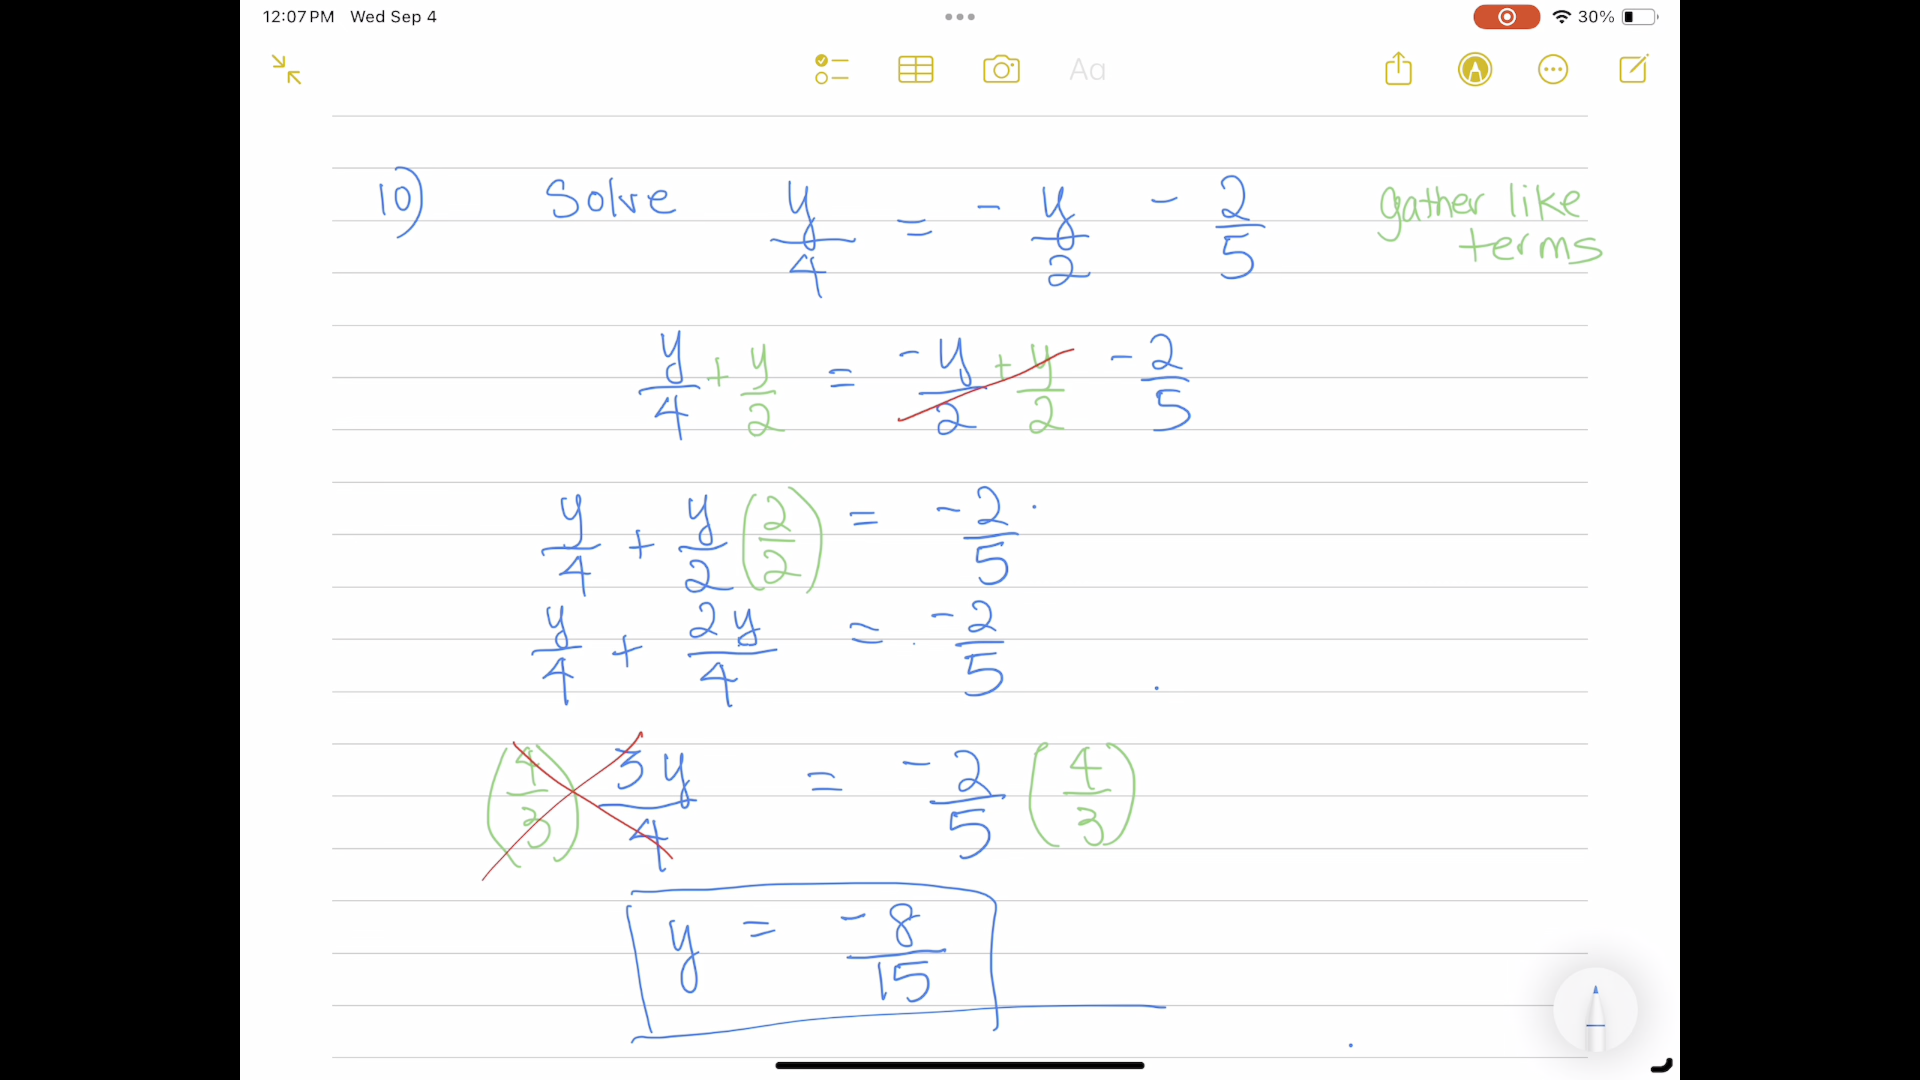 12:07 PM Wed Sep 4
30%
Aa
10) Solve y/4 = - y/2 - 2/5 gather like terms
y/4 + y/2 = -y/2 + y/2 - 2/5
y/4 + y/2 (2/2) = -2/5
y/4 + 2y/4 = -2/5
(4/3) 3y/4 = -2/5 (4/3)
y = -8/15